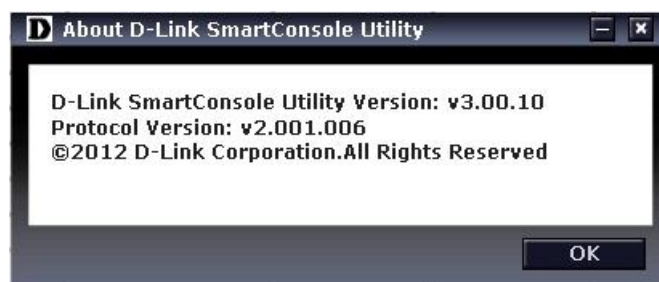 D About D-Link SmartConsole Utility
D-Link SmartConsole Utility Version: v3.00.10
Protocol Version: v2.001.006
©2012 D-Link Corporation.All Rights Reserved
OK